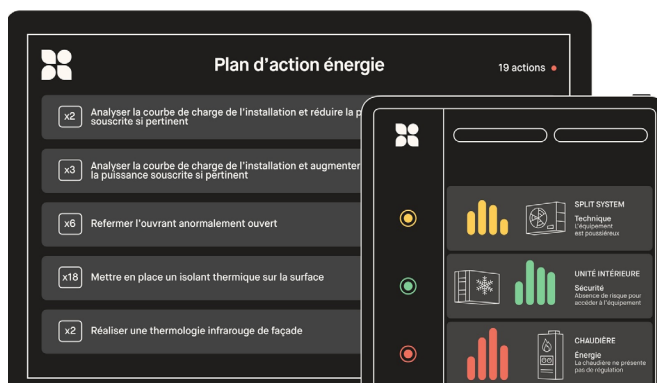 Plan d'action énergie
19 actions
x2
Analyser la courbe de charge de l'installation et réduire la
souscrite si pertinent
x3
Analyser la courbe de charge de l'installation et augmenter
la puissance souscrite si pertinent
x6
Refermer l'ouvrant anormalement ouvert
x18
Mettre en place un isolant thermique sur la surface
x2
Réaliser une thermologie infrarouge de façade
SPLIT SYSTEM
Technique
L'équipement
est poussiéreux
UNITÉ INTÉRIEURE
Sécurité
Absence de risque pour
accéder à l'équipement
CHAUDIÈRE
Énergie
La chaudière ne présente
pas de régulation